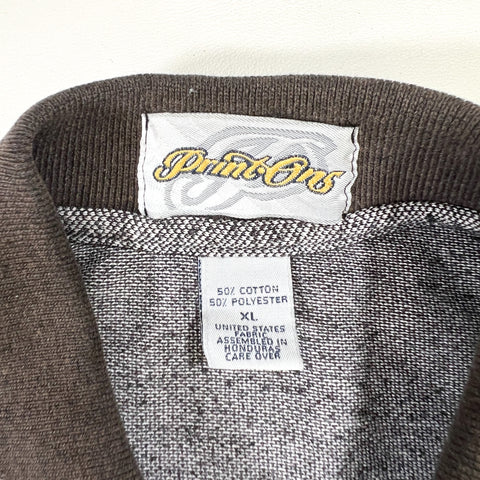 Print-Ons
50% COTTON
50% POLYESTER
XL
UNITED STATES
FABRIC
ASSEMBLED IN
HONDURAS
CARE OVER